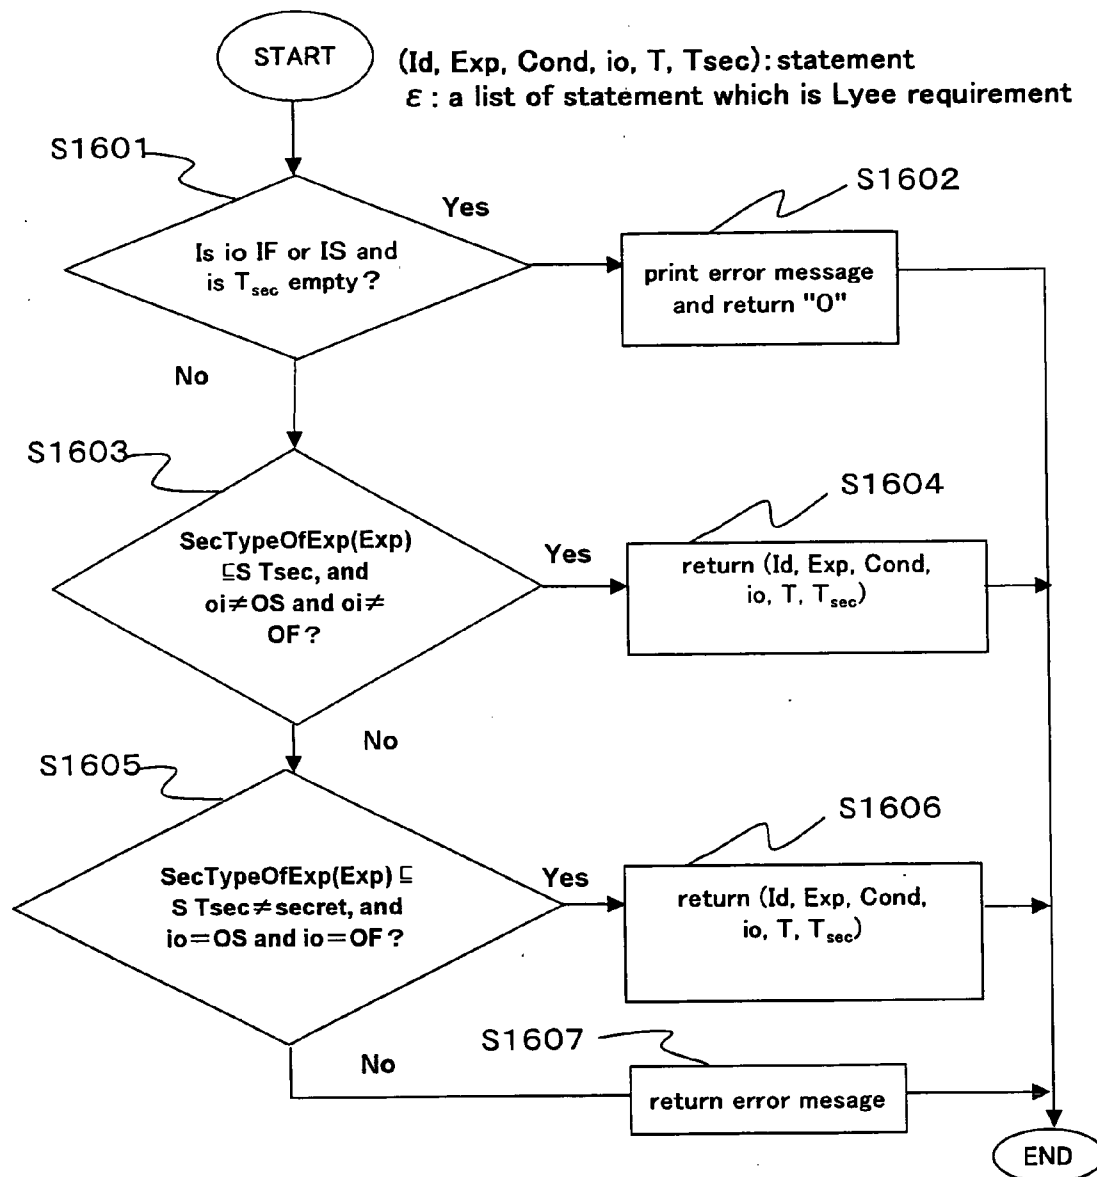 START
(Id, Exp, Cond, io, T, Tsec): statement
ε : a list of statement which is Lyee requirement
S1601
Is io IF or IS and
is Tsec empty?
Yes
S1602
print error message
and return "0"
No
S1603
SecTypeOfExp(Exp)
⊑S Tsec, and
oi≠OS and oi≠
OF?
Yes
S1604
return (Id, Exp, Cond,
io, T, Tsec)
No
S1605
SecTypeOfExp(Exp) ⊑
S Tsec≠secret, and
io=OS and io=OF?
Yes
S1606
return (Id, Exp, Cond,
io, T, Tsec)
No
S1607
return error mesage
END